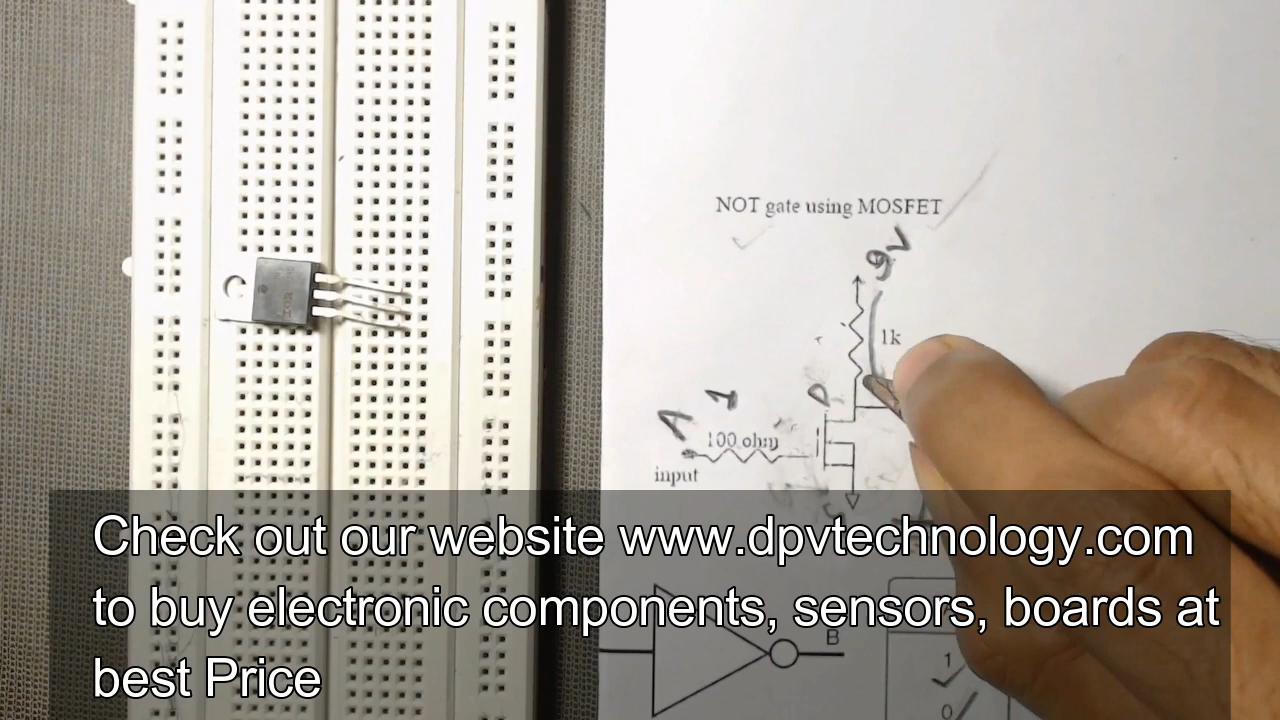 NOT gate using MOSFET
9V
1k
D
A 1
100 ohm
input
Check out our website www.dpvtechnology.com
to buy electronic components, sensors, boards at
best Price
B
1
0